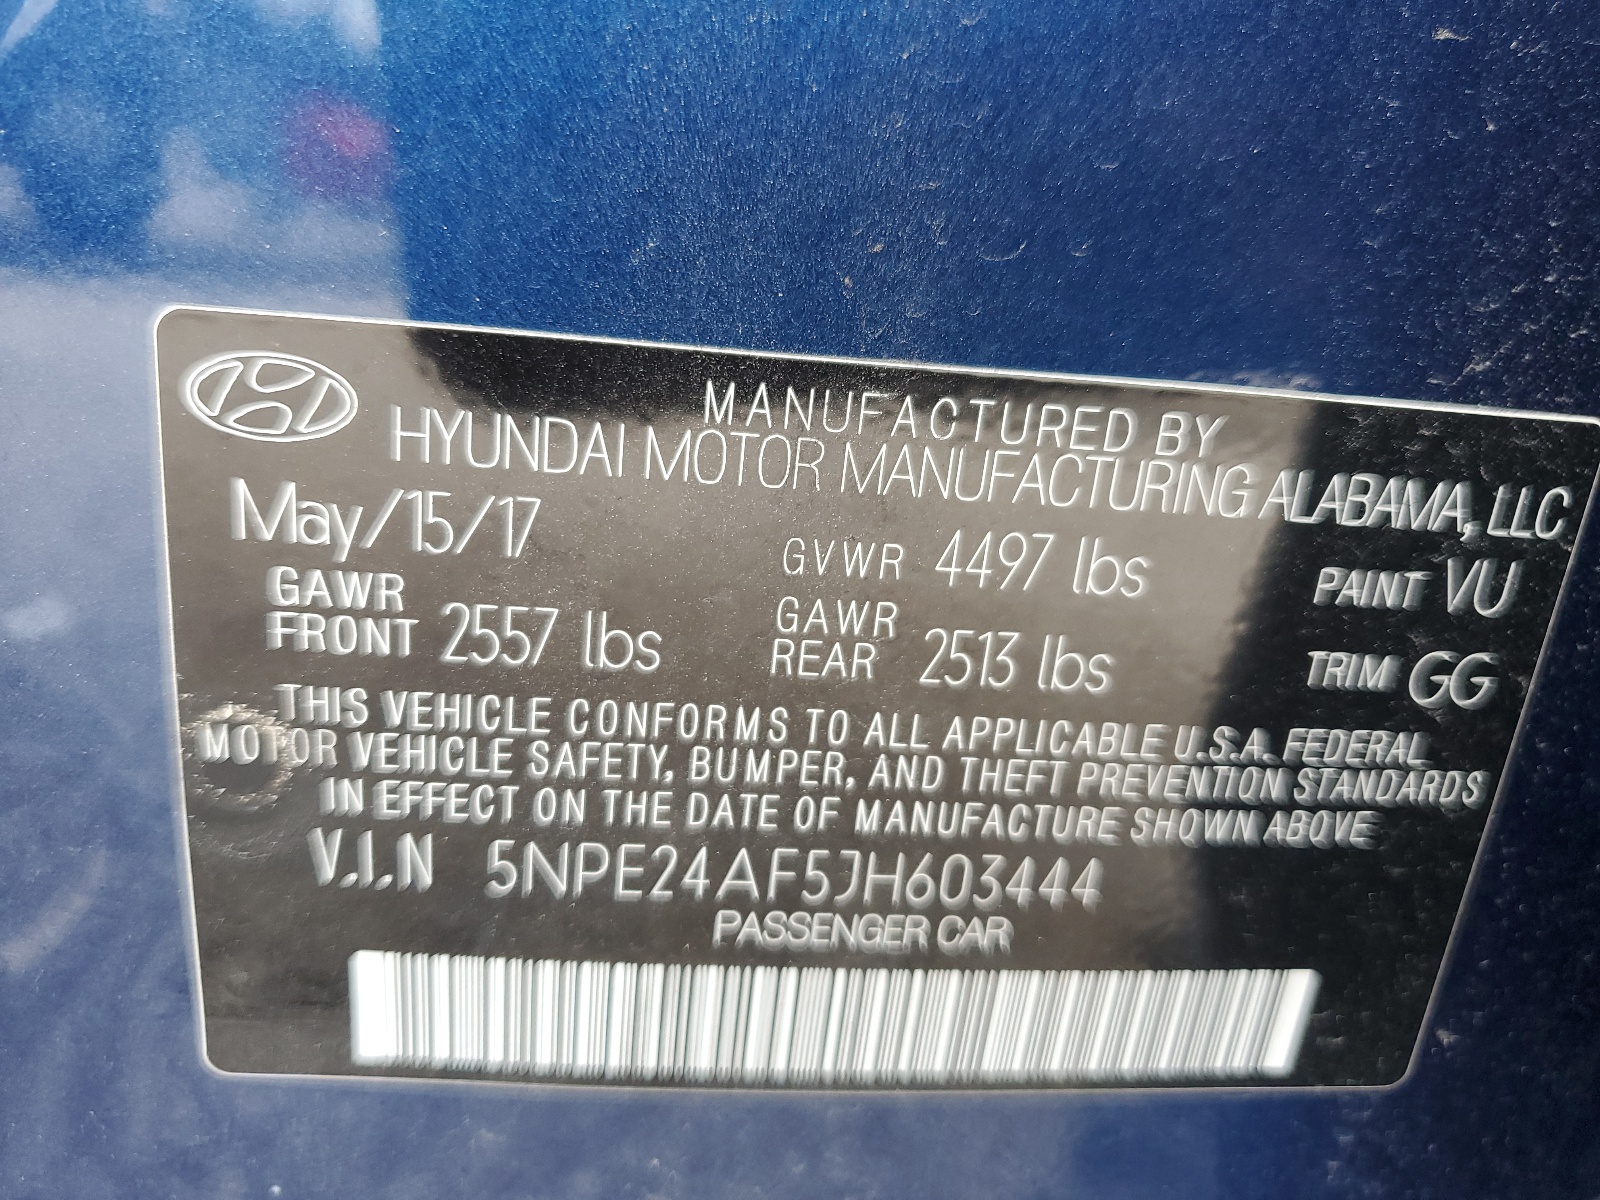 MANUFACTURED BY
HYUNDAI MOTOR MANUFACTURING ALABAMA, LLC
May/15/17 GVWR 4497 lbs PAINT VU
GAWR FRONT 2557 lbs GAWR REAR 2513 lbs TRIM GG
THIS VEHICLE CONFORMS TO ALL APPLICABLE U.S.A. FEDERAL
MOTOR VEHICLE SAFETY, BUMPER, AND THEFT PREVENTION STANDARDS
IN EFFECT ON THE DATE OF MANUFACTURE SHOWN ABOVE
V.I.N 5NPE24AF5JH603444
PASSENGER CAR